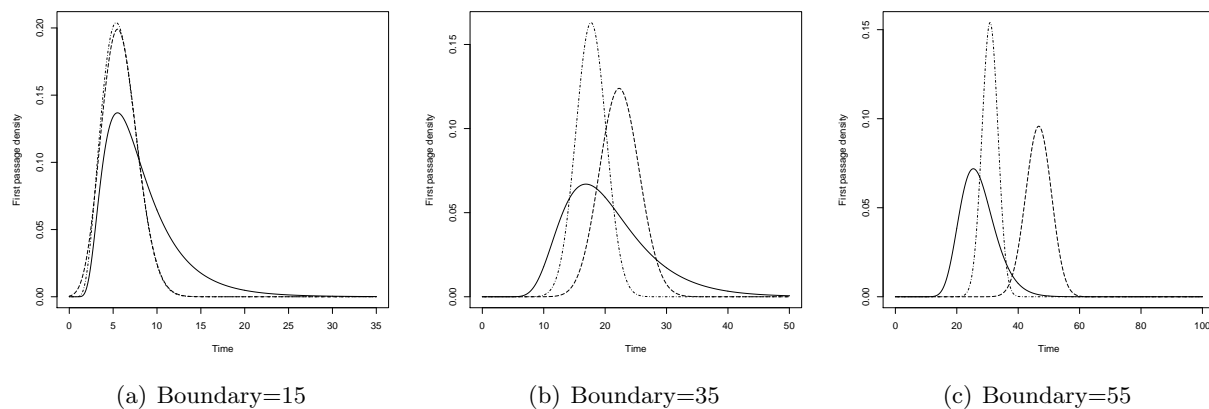 First passage density
0.00 0.05 0.10 0.15 0.20
0 5 10 15 20 25 30 35
Time
(a) Boundary=15
First passage density
0.00 0.05 0.10 0.15
0 10 20 30 40 50
Time
(b) Boundary=35
First passage density
0.00 0.05 0.10 0.15
0 20 40 60 80 100
Time
(c) Boundary=55